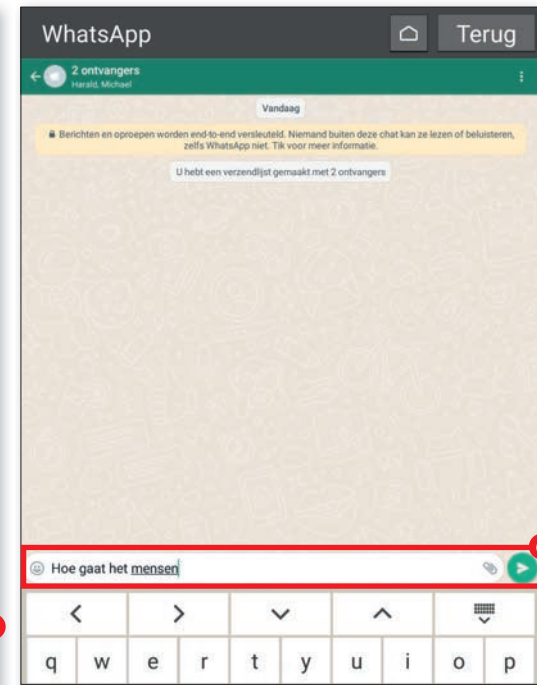 WhatsApp
Terug
2 ontvangers
Harald, Michael
Vandaag
Berichten en oproepen worden end-to-end versleuteld. Niemand buiten deze chat kan ze lezen of beluisteren,
zelfs WhatsApp niet. Tik voor meer informatie.
U hebt een verzendlijst gemaakt met 2 ontvangers
Hoe gaat het mensen
q w e r t y u i o p